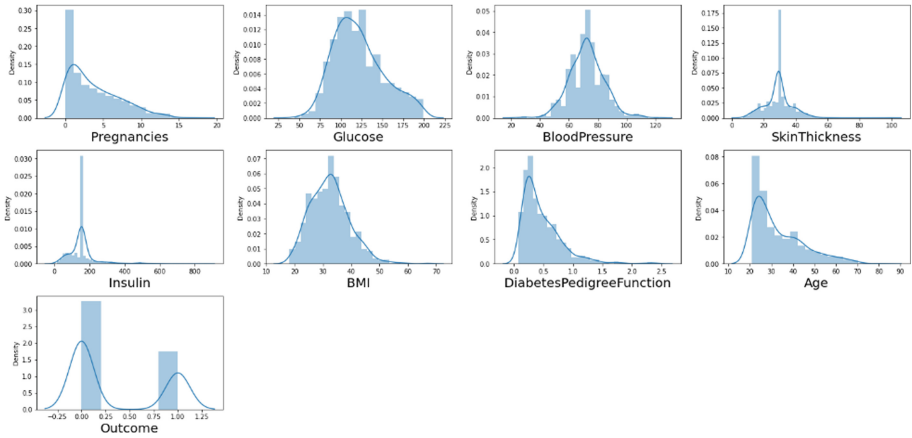 Density
0.30
0.25
0.20
0.15
0.10
0.05
0.00
0 5 10 15 20
Pregnancies
Density
0.014
0.012
0.010
0.008
0.006
0.004
0.002
0.000
25 50 75 100 125 150 175 200 225
Glucose
Density
0.05
0.04
0.03
0.02
0.01
0.00
20 40 60 80 100 120
BloodPressure
Density
0.175
0.150
0.125
0.100
0.075
0.050
0.025
0.000
0 20 40 60 80 100
SkinThickness
Density
0.030
0.025
0.020
0.015
0.010
0.005
0.000
0 200 400 600 800
Insulin
Density
0.07
0.06
0.05
0.04
0.03
0.02
0.01
0.00
10 20 30 40 50 60 70
BMI
Density
2.0
1.5
1.0
0.5
0.0
0.0 0.5 1.0 1.5 2.0 2.5
DiabetesPedigreeFunction
Density
0.08
0.06
0.04
0.02
0.00
10 20 30 40 50 60 70 80 90
Age
Density
3.0
2.5
2.0
1.5
1.0
0.5
0.0
−0.25 0.00 0.25 0.50 0.75 1.00 1.25
Outcome